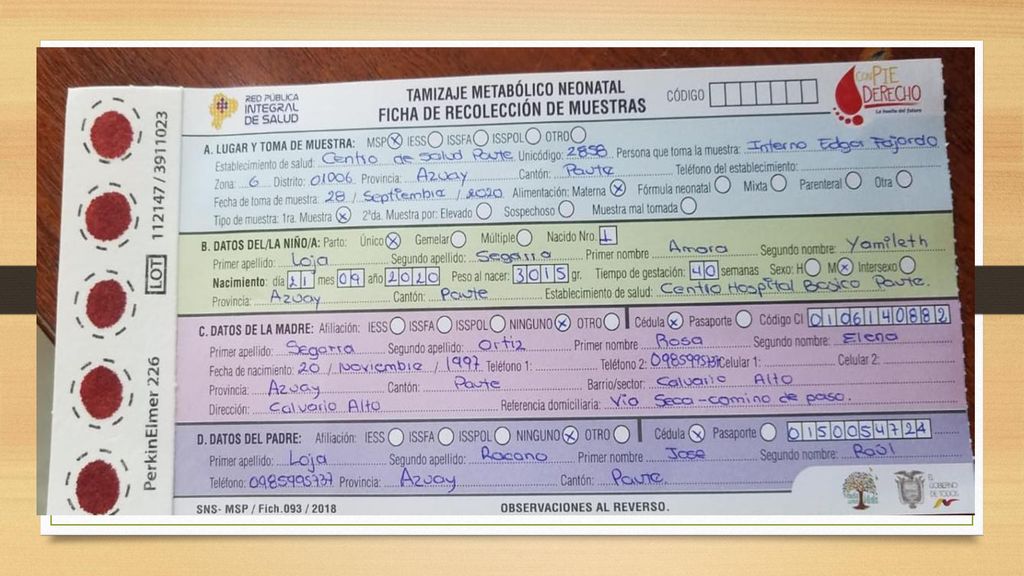 RED PÚBLICA
INTEGRAL
DE SALUD
TAMIZAJE METABÓLICO NEONATAL
FICHA DE RECOLECCIÓN DE MUESTRAS
CÓDIGO
CON PIE
DERECHO
La huella del futuro
A. LUGAR Y TOMA DE MUESTRA: MSP X IESS ISSFA ISSPOL OTRO
Establecimiento de salud: Centro de Salud Paute Unicódigo: 2858 Persona que toma la muestra: Interno Edgar Fajardo
Zona: 6 Distrito: 01D06 Provincia: Azuay Cantón: Paute Teléfono del establecimiento:
Fecha de toma de muestra: 28 / Septiembre / 2020 Alimentación: Materna X Fórmula neonatal Mixta Parenteral Otra
Tipo de muestra: 1ra. Muestra X 2da. Muestra por: Elevado Sospechoso Muestra mal tomada
B. DATOS DEL/LA NIÑO/A: Parto: Único X Gemelar Múltiple Nacido Nro. 1
Primer apellido: Loja Segundo apellido: Segarra Primer nombre Amara Segundo nombre: Yamileth
Nacimiento: día 21 mes 09 año 2020 Peso al nacer: 3015 gr. Tiempo de gestación: 40 semanas Sexo: H M X Intersexo
Provincia: Azuay Cantón: Paute Establecimiento de salud: Centro Hospital Basico Paute.
C. DATOS DE LA MADRE: Afiliación: IESS ISSFA ISSPOL NINGUNO X OTRO Cédula X Pasaporte Código CI 0106140882
Primer apellido: Segarra Segundo apellido: Ortiz Primer nombre Rosa Segundo nombre: Elena
Fecha de nacimiento: 20 / Noviembre / 1997 Teléfono 1: Teléfono 2: Celular 1: Celular 2:
Provincia: Azuay Cantón: Paute Barrio/sector: Calvario Alto
Dirección: Calvario Alto Referencia domiciliaria: Vía Seca-camino de paso.
D. DATOS DEL PADRE: Afiliación: IESS ISSFA ISSPOL NINGUNO X OTRO Cédula X Pasaporte 0150054724
Primer apellido: Loja Segundo apellido: Rocano Primer nombre Jose Segundo nombre: Raúl
Teléfono: 0985995737 Provincia: Azuay Cantón: Paute.
SNS- MSP / Fich.093 / 2018 OBSERVACIONES AL REVERSO.
EL
GOBIERNO
DE TODOS
PerkinElmer 226 LOT 112147 / 3911023